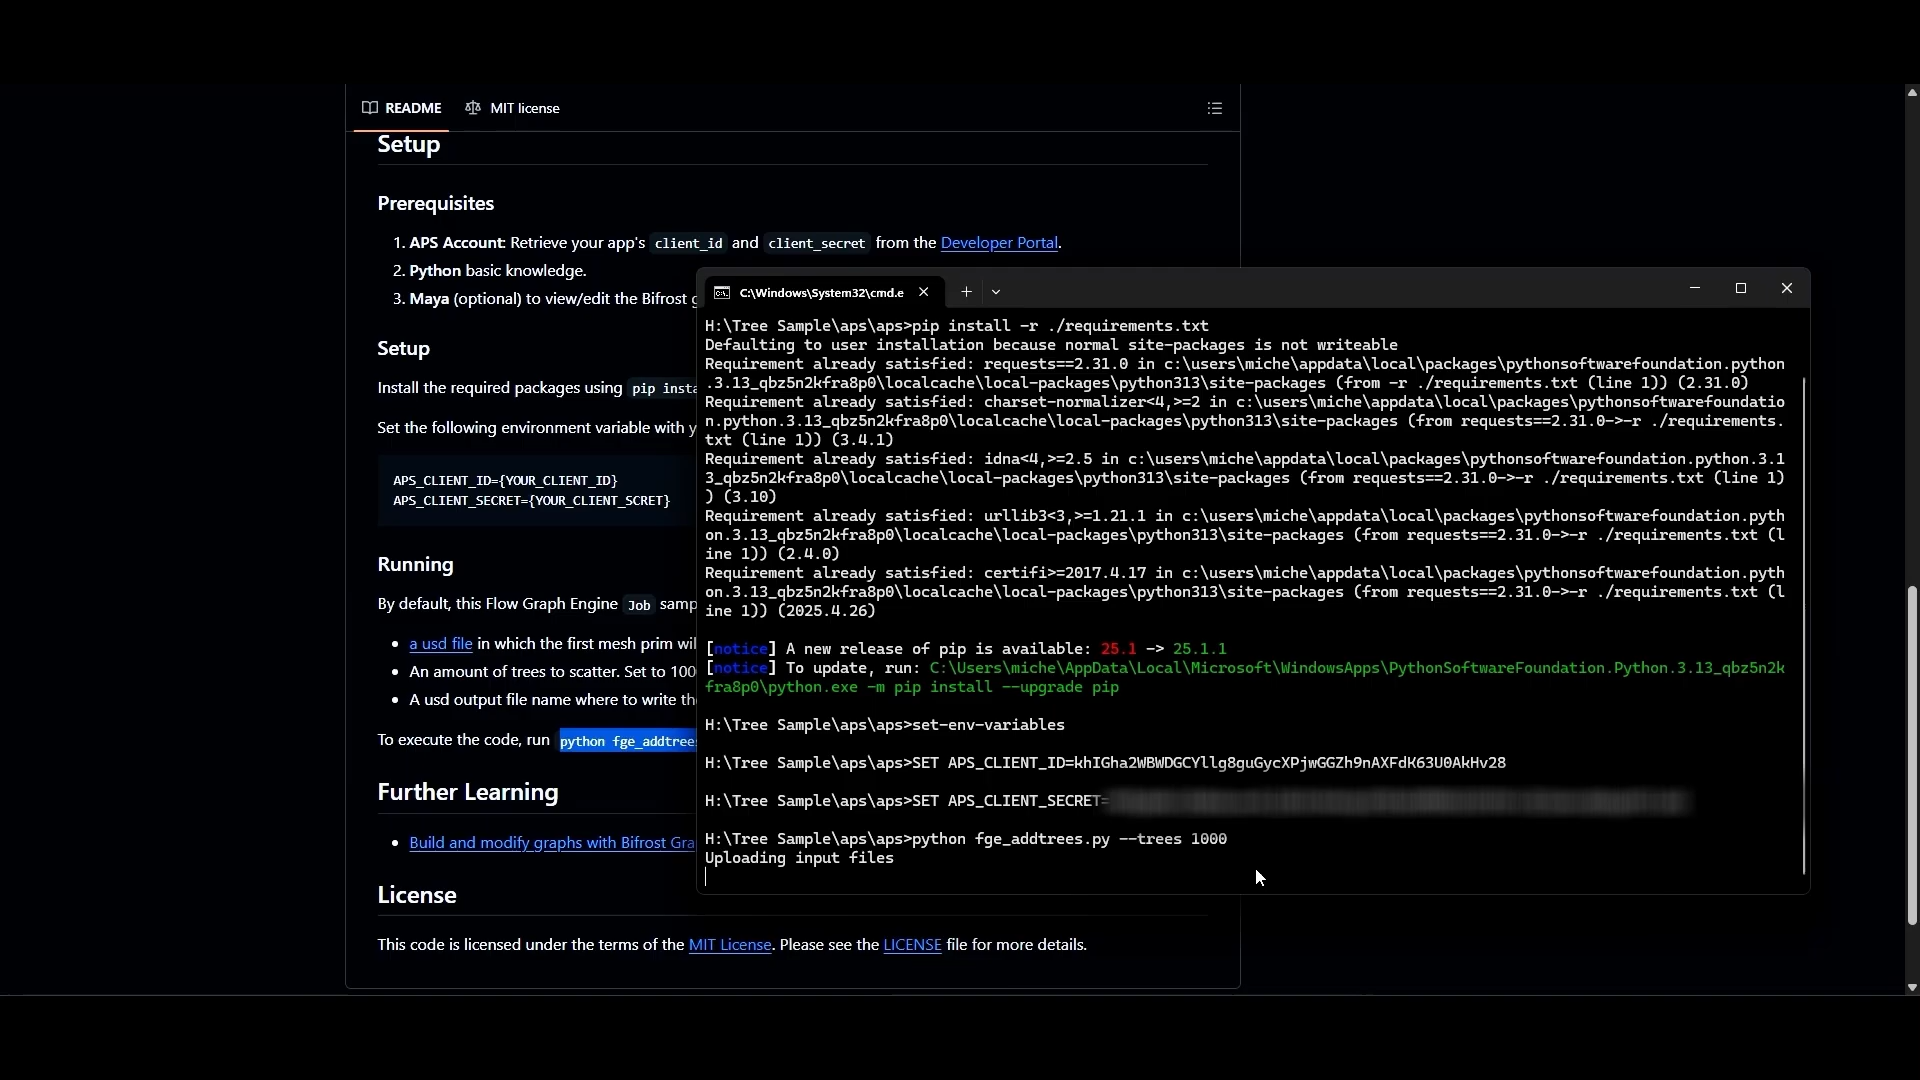 README
MIT license
Setup
Prerequisites
1. APS Account: Retrieve your app's client_id and client_secret from the Developer Portal.
2. Python basic knowledge.
3. Maya (optional) to view/edit the Bifrost g
Setup
Install the required packages using pip insta
Set the following environment variable with y
APS_CLIENT_ID={YOUR_CLIENT_ID}
APS_CLIENT_SECRET={YOUR_CLIENT_SCRET}
Running
By default, this Flow Graph Engine Job samp
• a usd file in which the first mesh prim wil
• An amount of trees to scatter. Set to 100
• A usd output file name where to write th
To execute the code, run python fge_addtrees
Further Learning
• Build and modify graphs with Bifrost Gra
License
This code is licensed under the terms of the MIT License. Please see the LICENSE file for more details.
C:\Windows\System32\cmd.e
H:\Tree Sample\aps\aps>pip install -r ./requirements.txt
Defaulting to user installation because normal site-packages is not writeable
Requirement already satisfied: requests==2.31.0 in c:\users\miche\appdata\local\packages\pythonsoftwarefoundation.python
.3.13_qbz5n2kfra8p0\localcache\local-packages\python313\site-packages (from -r ./requirements.txt (line 1)) (2.31.0)
Requirement already satisfied: charset-normalizer<4,>=2 in c:\users\miche\appdata\local\packages\pythonsoftwarefoundatio
n.python.3.13_qbz5n2kfra8p0\localcache\local-packages\python313\site-packages (from requests==2.31.0->-r ./requirements.
txt (line 1)) (3.4.1)
Requirement already satisfied: idna<4,>=2.5 in c:\users\miche\appdata\local\packages\pythonsoftwarefoundation.python.3.1
3_qbz5n2kfra8p0\localcache\local-packages\python313\site-packages (from requests==2.31.0->-r ./requirements.txt (line 1)
) (3.10)
Requirement already satisfied: urllib3<3,>=1.21.1 in c:\users\miche\appdata\local\packages\pythonsoftwarefoundation.pyth
on.3.13_qbz5n2kfra8p0\localcache\local-packages\python313\site-packages (from requests==2.31.0->-r ./requirements.txt (l
ine 1)) (2.4.0)
Requirement already satisfied: certifi>=2017.4.17 in c:\users\miche\appdata\local\packages\pythonsoftwarefoundation.pyth
on.3.13_qbz5n2kfra8p0\localcache\local-packages\python313\site-packages (from requests==2.31.0->-r ./requirements.txt (l
ine 1)) (2025.4.26)
[notice] A new release of pip is available: 25.1 -> 25.1.1
[notice] To update, run: C:\Users\miche\AppData\Local\Microsoft\WindowsApps\PythonSoftwareFoundation.Python.3.13_qbz5n2k
fra8p0\python.exe -m pip install --upgrade pip
H:\Tree Sample\aps\aps>set-env-variables
H:\Tree Sample\aps\aps>SET APS_CLIENT_ID=khIGha2WBWDGCYllg8guGycXPjwGGZh9nAXFdK63U0AkHv28
H:\Tree Sample\aps\aps>SET APS_CLIENT_SECRET=
H:\Tree Sample\aps\aps>python fge_addtrees.py --trees 1000
Uploading input files